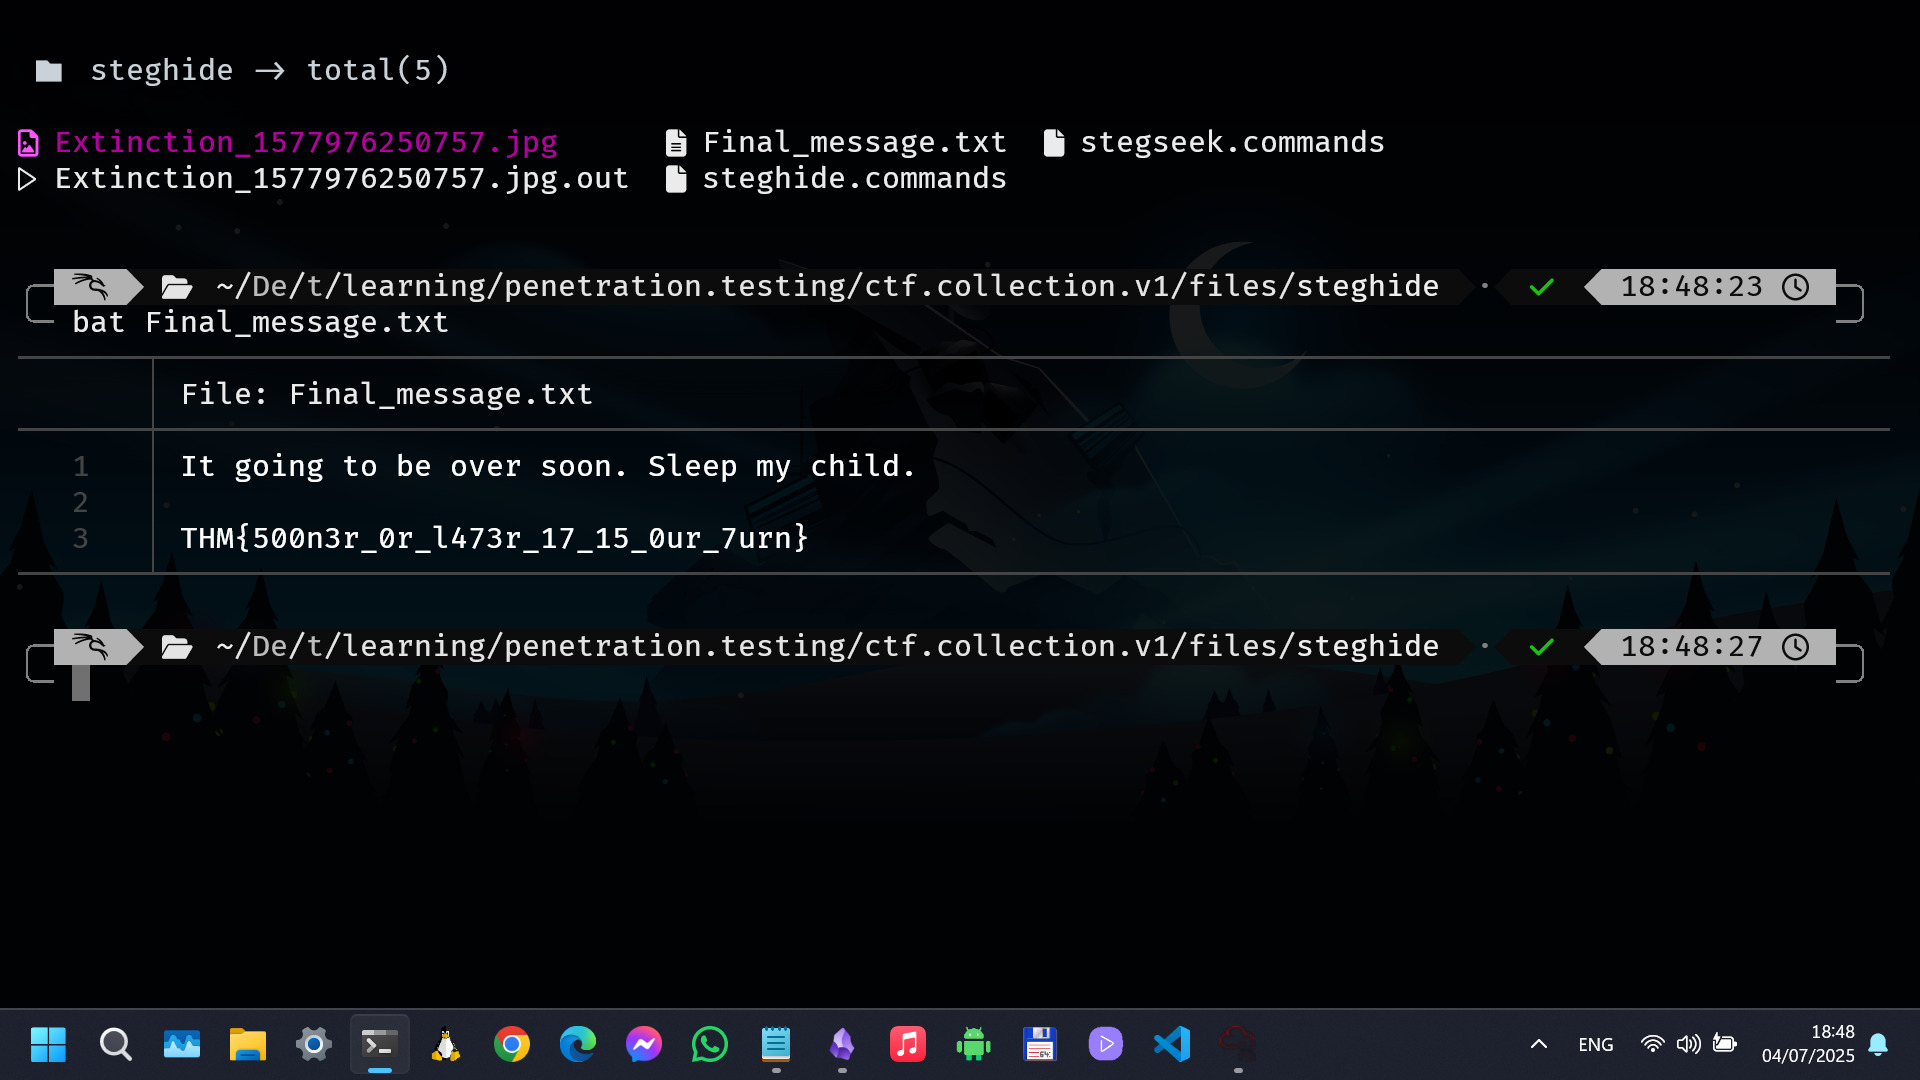 steghide → total(5)
Extinction_1577976250757.jpg Final_message.txt stegseek.commands
Extinction_1577976250757.jpg.out steghide.commands
~/De/t/learning/penetration.testing/ctf.collection.v1/files/steghide 18:48:23
bat Final_message.txt
File: Final_message.txt
1 It going to be over soon. Sleep my child.
2
3 THM{500n3r_0r_l473r_17_15_0ur_7urn}
~/De/t/learning/penetration.testing/ctf.collection.v1/files/steghide 18:48:27
64
ENG
18:48
04/07/2025